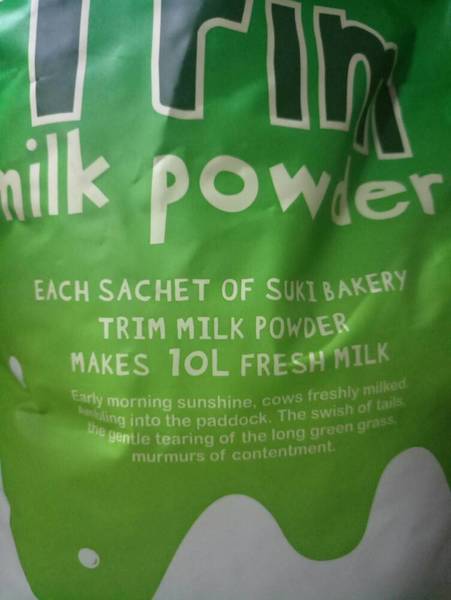 Trim
milk powder
EACH SACHET OF SUKI BAKERY
TRIM MILK POWDER
MAKES 10L FRESH MILK
Early morning sunshine, cows freshly milked
into the paddock. The swish of tails,
the gentle tearing of the long green grass,
murmurs of contentment.